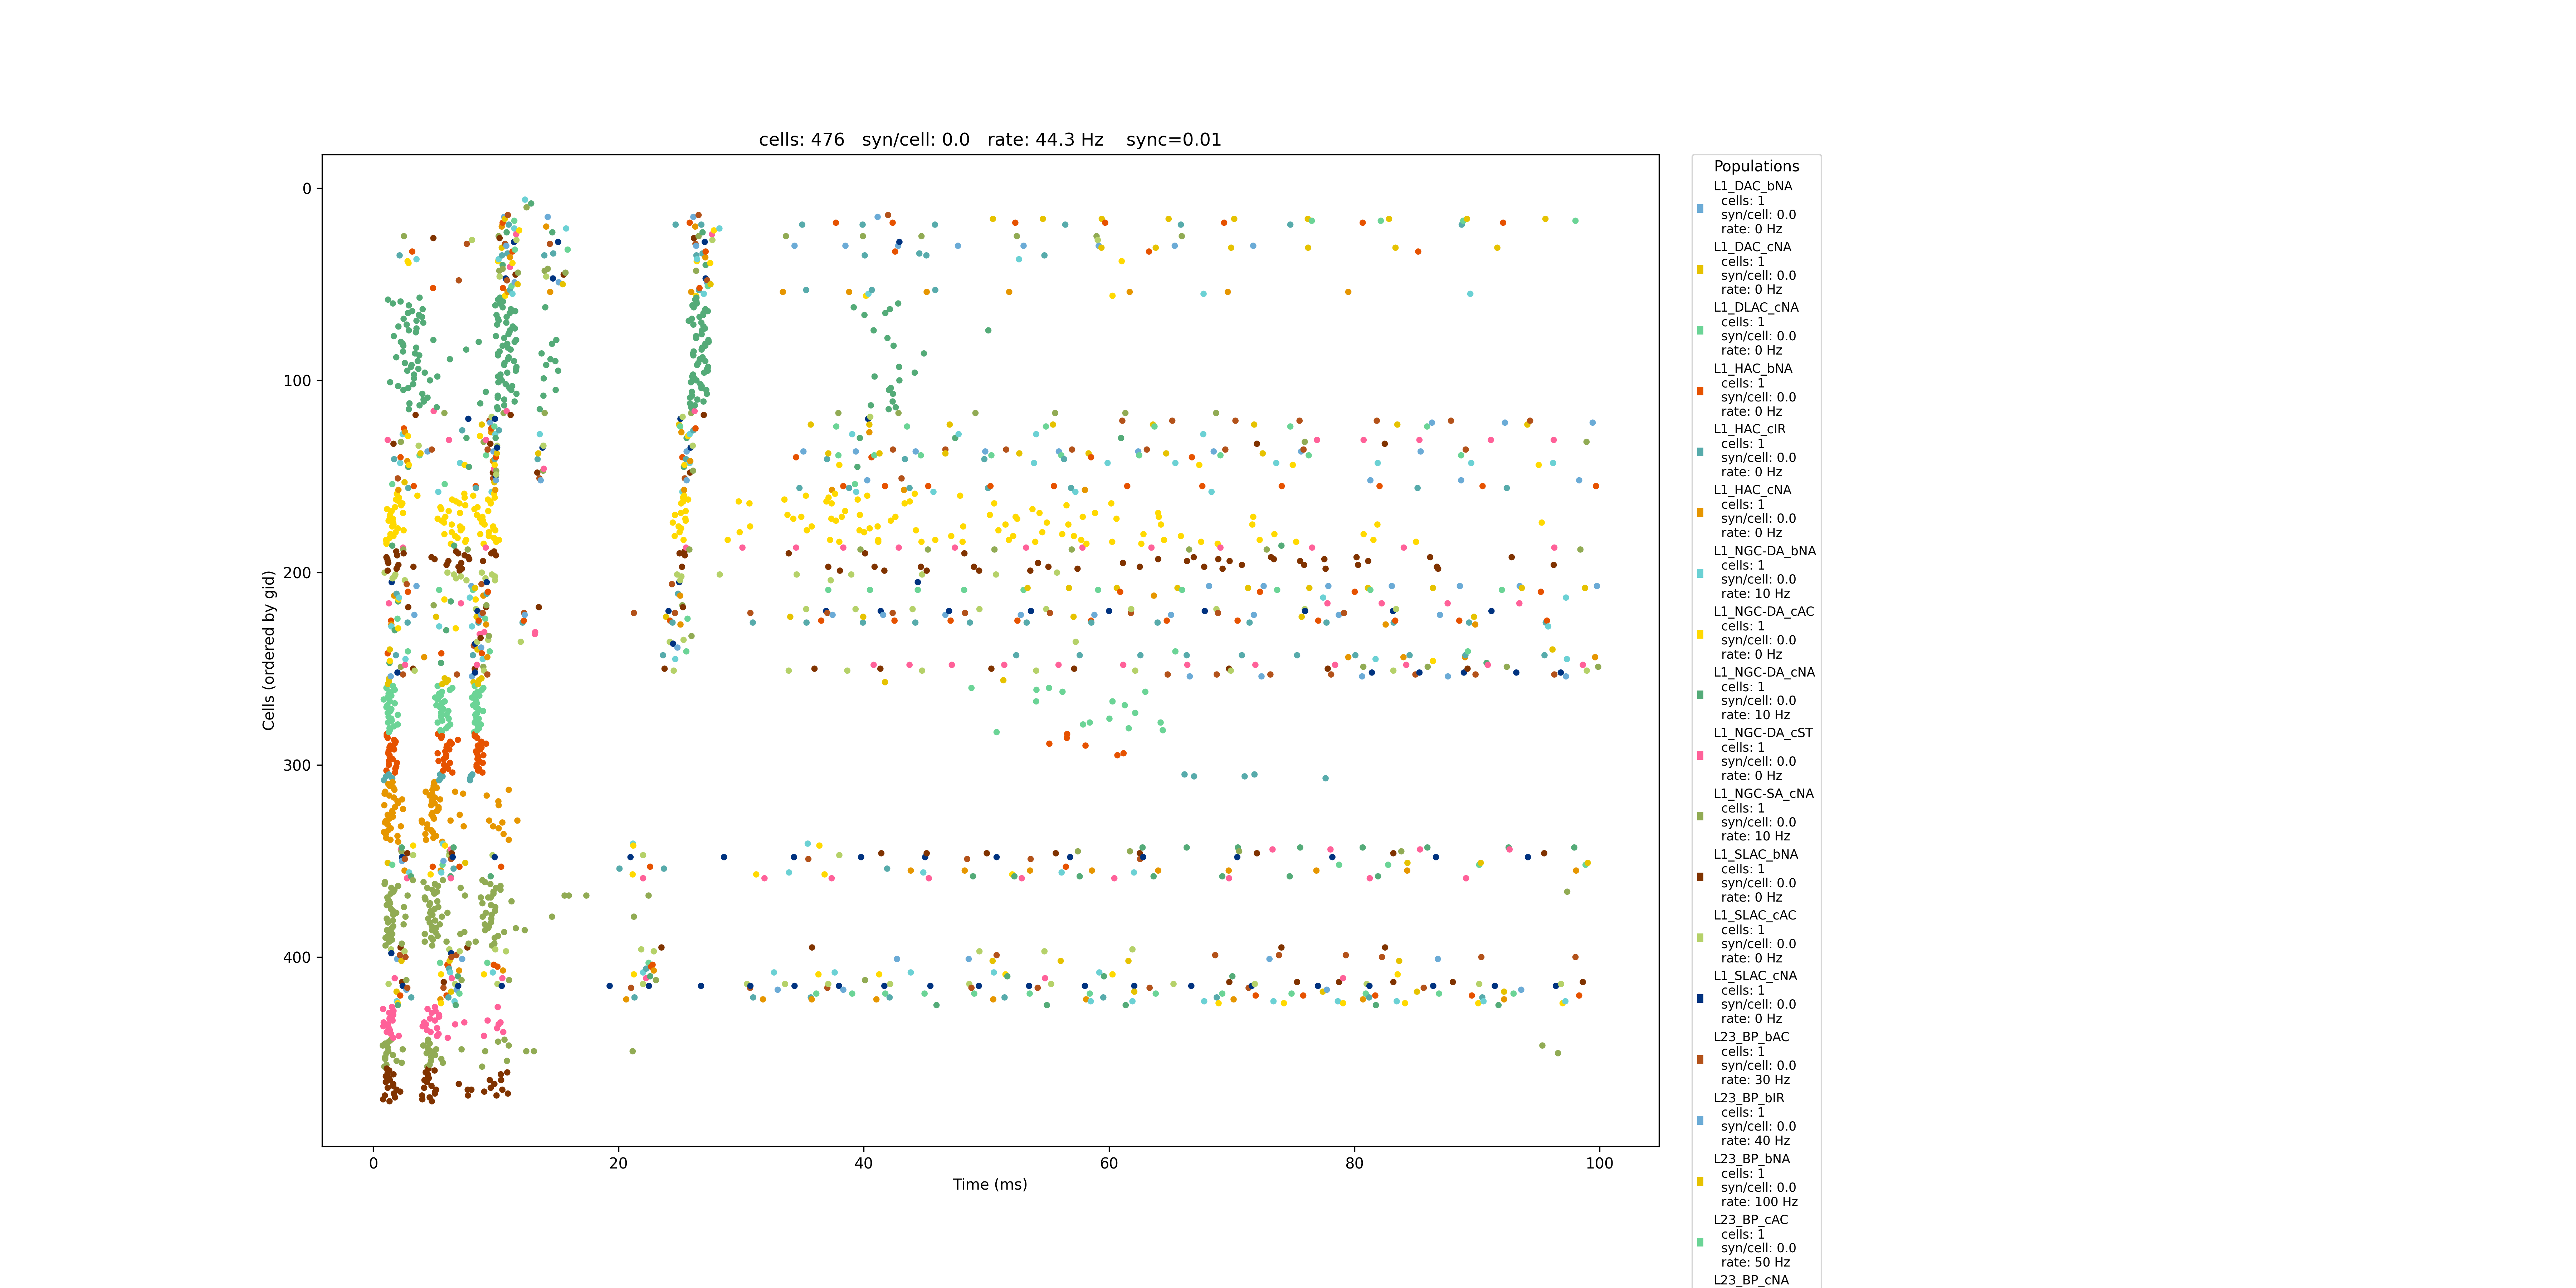 cells: 476   syn/cell: 0.0   rate: 44.3 Hz    sync=0.01
0
100
200
300
400
Cells (ordered by gid)
0
20
40
60
80
100
Time (ms)
Populations
L1_DAC_bNA
cells: 1
syn/cell: 0.0
rate: 0 Hz
L1_DAC_cNA
cells: 1
syn/cell: 0.0
rate: 0 Hz
L1_DLAC_cNA
cells: 1
syn/cell: 0.0
rate: 0 Hz
L1_HAC_bNA
cells: 1
syn/cell: 0.0
rate: 0 Hz
L1_HAC_cIR
cells: 1
syn/cell: 0.0
rate: 0 Hz
L1_HAC_cNA
cells: 1
syn/cell: 0.0
rate: 0 Hz
L1_NGC-DA_bNA
cells: 1
syn/cell: 0.0
rate: 10 Hz
L1_NGC-DA_cAC
cells: 1
syn/cell: 0.0
rate: 0 Hz
L1_NGC-DA_cNA
cells: 1
syn/cell: 0.0
rate: 10 Hz
L1_NGC-DA_cST
cells: 1
syn/cell: 0.0
rate: 0 Hz
L1_NGC-SA_cNA
cells: 1
syn/cell: 0.0
rate: 10 Hz
L1_SLAC_bNA
cells: 1
syn/cell: 0.0
rate: 0 Hz
L1_SLAC_cAC
cells: 1
syn/cell: 0.0
rate: 0 Hz
L1_SLAC_cNA
cells: 1
syn/cell: 0.0
rate: 0 Hz
L23_BP_bAC
cells: 1
syn/cell: 0.0
rate: 30 Hz
L23_BP_bIR
cells: 1
syn/cell: 0.0
rate: 40 Hz
L23_BP_bNA
cells: 1
syn/cell: 0.0
rate: 100 Hz
L23_BP_cAC
cells: 1
syn/cell: 0.0
rate: 50 Hz
L23_BP_cNA